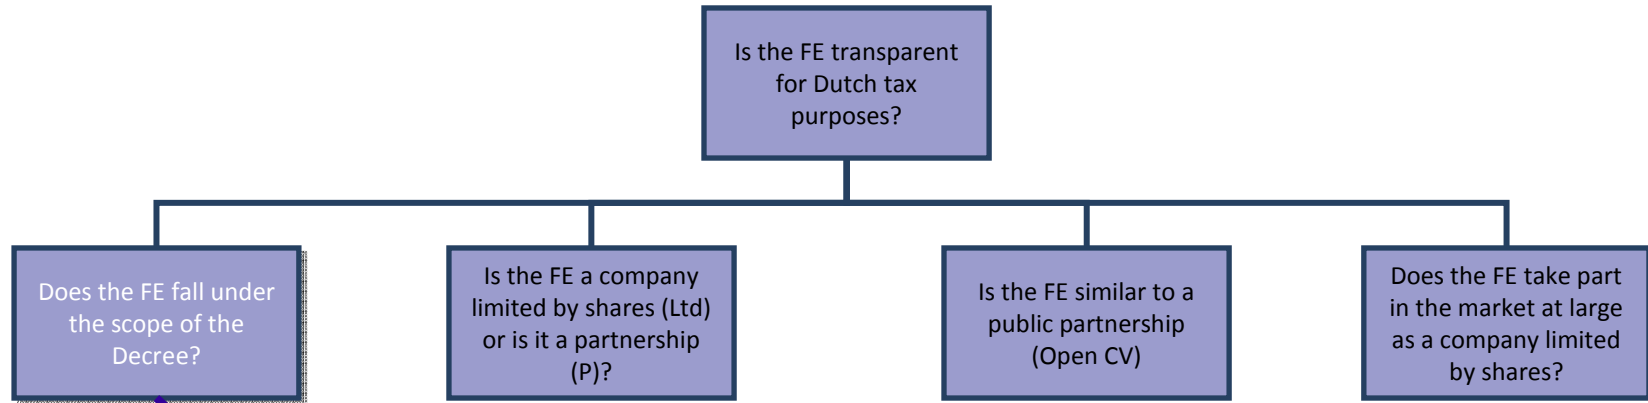 Is the FE transparent
for Dutch tax
purposes?
Does the FE fall under
the scope of the
Decree?
Is the FE a company
limited by shares (Ltd)
or is it a partnership
(P)?
Is the FE similar to a
public partnership
(Open CV)
Does the FE take part
in the market at large
as a company limited
by shares?